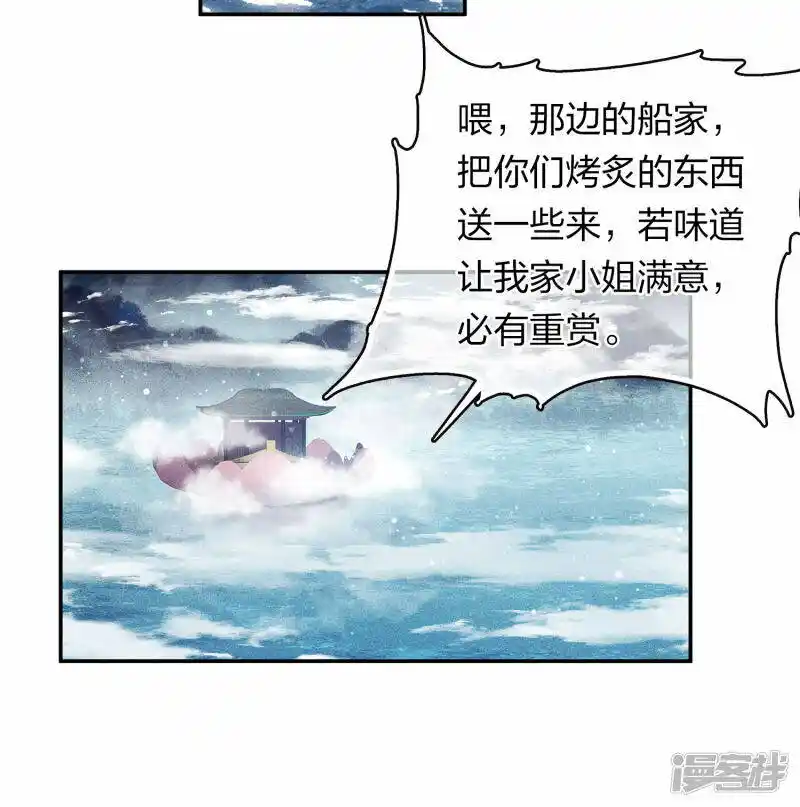 喂，那边的船家，
把你们烤炙的东西
送一些来，若味道
让我家小姐满意，
必有重赏。
漫客栈